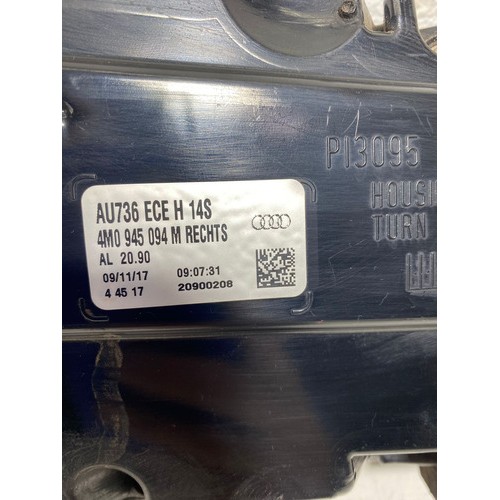 AU736 ECE H 14S
4M0 945 094 M RECHTS
AL 20.90
09/11/17 09:07:31
4 45 17 20900208
PI3095
TURN